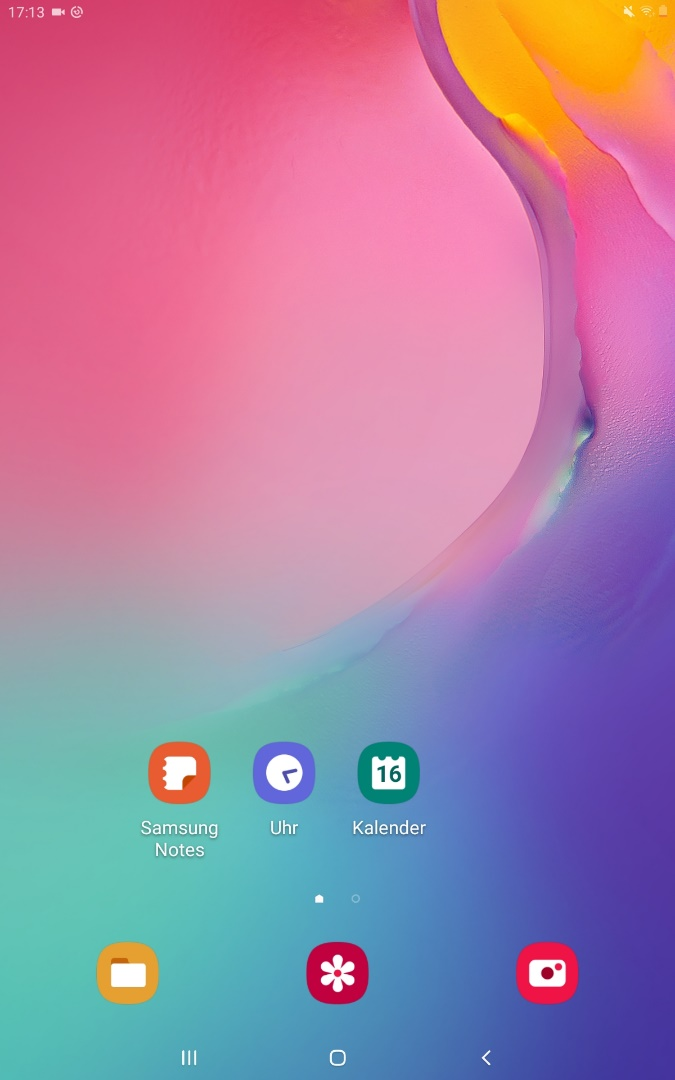 17:13
16
Samsung
Notes
Uhr
Kalender